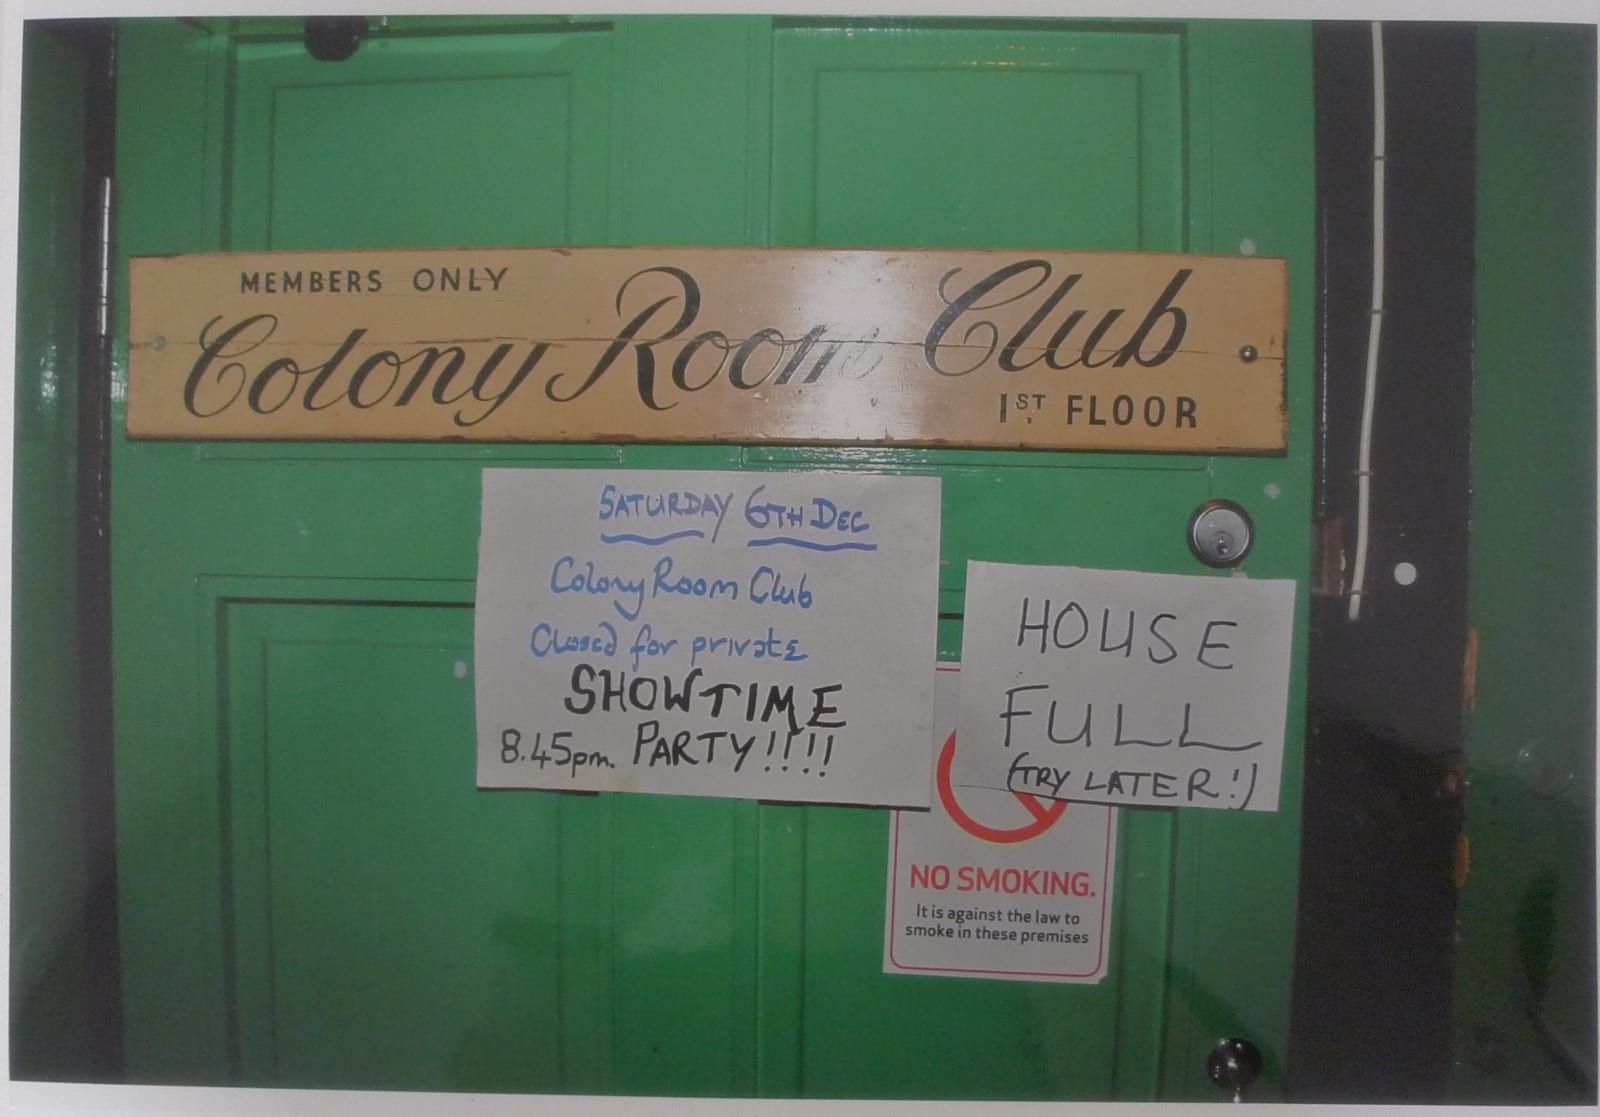 MEMBERS ONLY
Colony Room Club
1ST FLOOR
SATURDAY 6TH DEC
Colony Room Club
Closed for private
SHOWTIME
8.45pm. PARTY!!!!
HOUSE
FULL
(TRY LATER!)
NO SMOKING.
It is against the law to
smoke in these premises